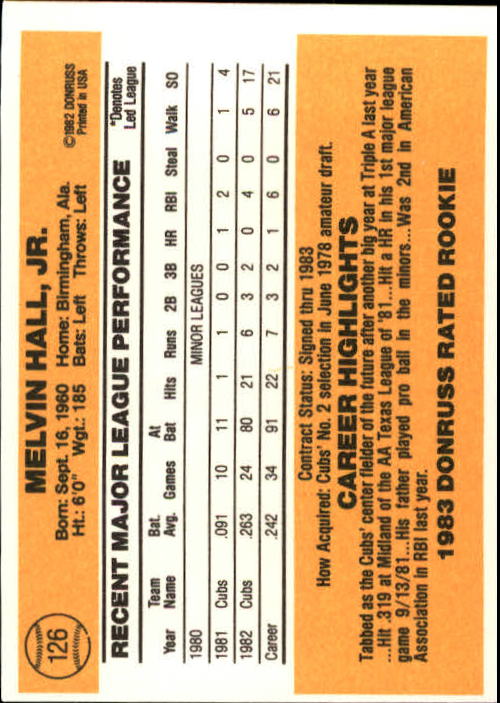 126
MELVIN HALL, JR.
©1982 DONRUSS
Printed in USA
Born: Sept. 16, 1960 Home: Birmingham, Ala.
Ht.: 6'0" Wgt.: 185 Bats: Left Throws: Left
RECENT MAJOR LEAGUE PERFORMANCE
*Denotes
Led League
Team Bat. At
Year Name Avg. Games Bat Hits Runs 2B 3B HR RBI Steal Walk SO
1980 MINOR LEAGUES
1981 Cubs .091 10 11 1 1 0 0 1 2 0 1 4
1982 Cubs .263 24 80 21 6 3 2 0 4 0 5 17
Career .242 34 91 22 7 3 2 1 6 0 6 21
Contract Status: Signed thru 1983
How Acquired: Cubs' No. 2 selection in June 1978 amateur draft.
CAREER HIGHLIGHTS
Tabbed as the Cubs' center fielder of the future after another big year at Triple A last year
...Hit .319 at Midland of the AA Texas League of '81...Hit a HR in his 1st major league
game 9/13/81...His father played pro ball in the minors...Was 2nd in American
Association in RBI last year.
1983 DONRUSS RATED ROOKIE